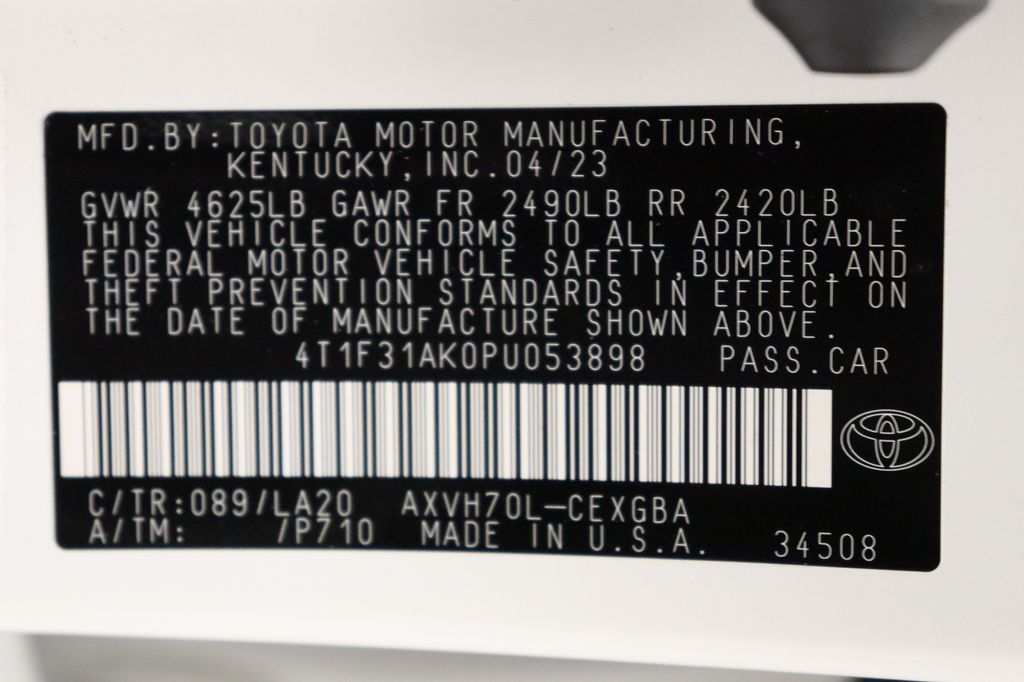 MFD.BY:TOYOTA MOTOR MANUFACTURING,
KENTUCKY,INC.04/23
GVWR 4625LB GAWR FR 2490LB RR 2420LB
THIS VEHICLE CONFORMS TO ALL APPLICABLE
FEDERAL MOTOR VEHICLE SAFETY,BUMPER,AND
THEFT PREVENTION STANDARDS IN EFFECT ON
THE DATE OF MANUFACTURE SHOWN ABOVE.
4T1F31AK0PU053898 PASS.CAR
C/TR:089/LA20 AXVH70L-CEXGBA
A/TM: /P710 MADE IN U.S.A. 34508